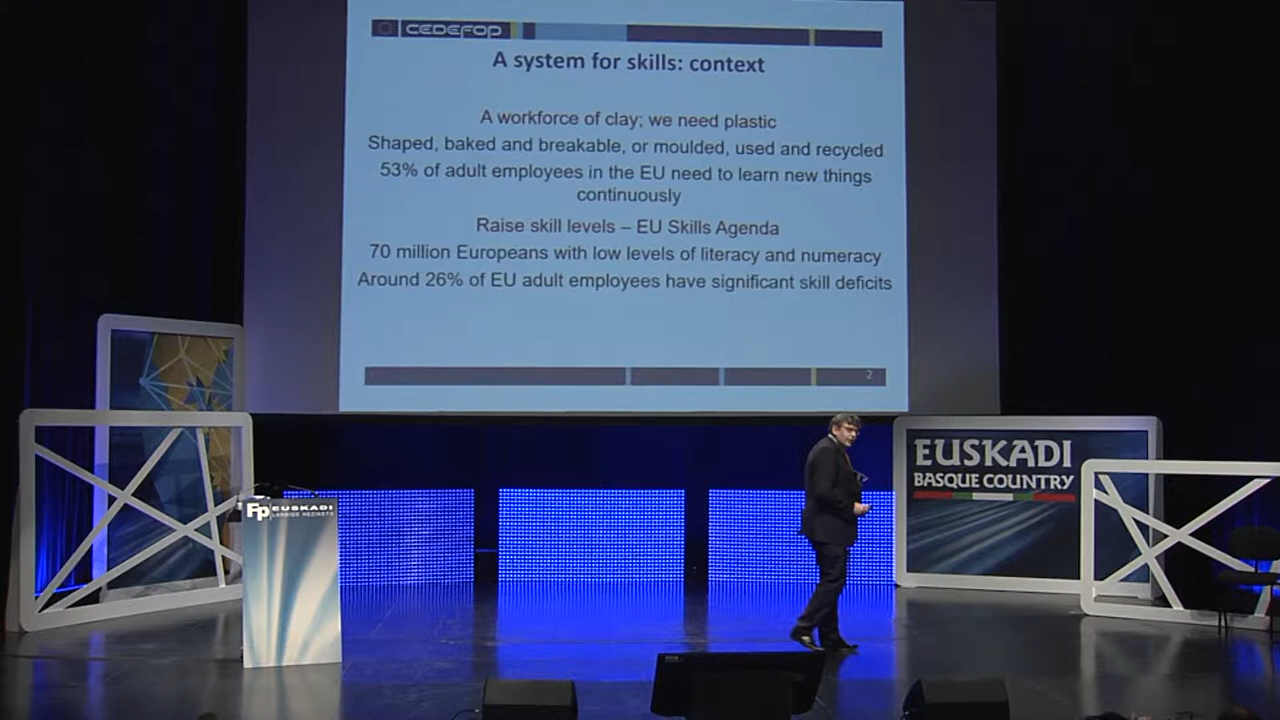 CEDEFOP
A system for skills: context
A workforce of clay; we need plastic
Shaped, baked and breakable, or moulded, used and recycled
53% of adult employees in the EU need to learn new things
continuously
Raise skill levels – EU Skills Agenda
70 million Europeans with low levels of literacy and numeracy
Around 26% of EU adult employees have significant skill deficits
2
EUSKADI
BASQUE COUNTRY
Fp EUSKADI
LANBIDE HEZIKETA